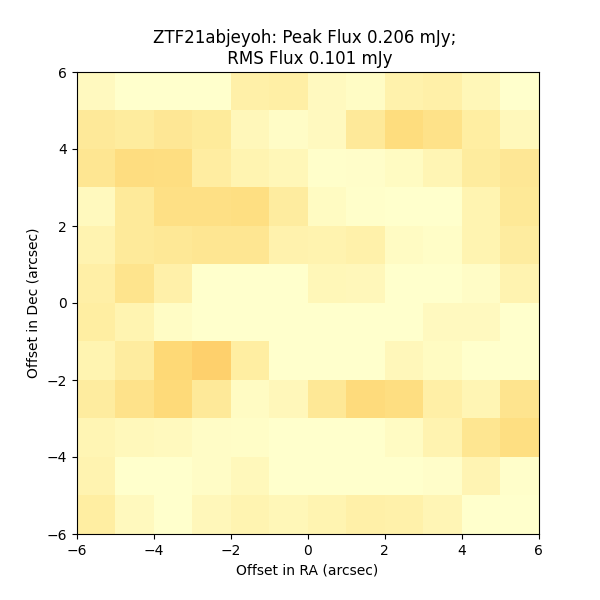 ZTF21abjeyoh: Peak Flux 0.206 mJy;
RMS Flux 0.101 mJy
6
4
2
0
−2
−4
−6
Offset in Dec (arcsec)
−6 −4 −2 0 2 4 6
Offset in RA (arcsec)